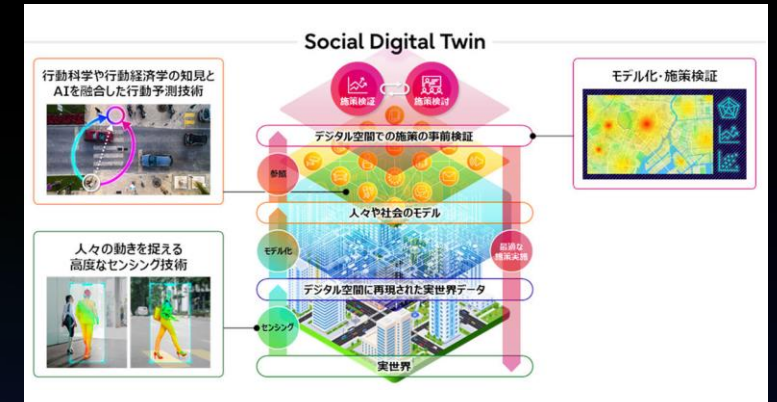 Social Digital Twin
行動科学や行動経済学の知見と
AIを融合した行動予測技術
施策検証
施策検討
モデル化・施策検証
デジタル空間での施策の事前検証
参照
人々や社会のモデル
人々の動きを捉える
高度なセンシング技術
モデル化
最適な
施策実施
デジタル空間に再現された実世界データ
センシング
実世界